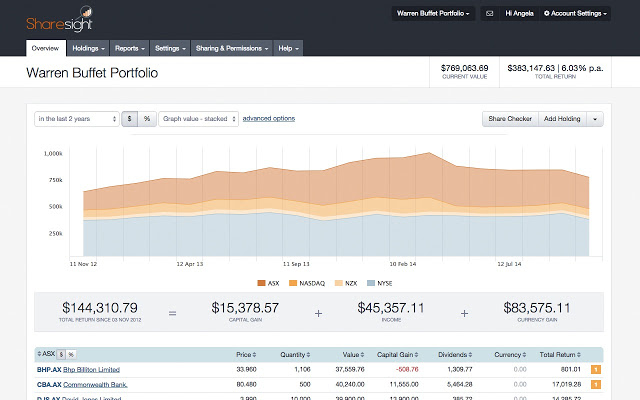 Sharesight
Warren Buffet Portfolio Hi Angela Account Settings
Overview Holdings Reports Settings Sharing & Permissions Help
Warren Buffet Portfolio
$769,063.69 $383,147.63 | 6.03% p.a.
CURRENT VALUE TOTAL RETURN
in the last 2 years $ % Graph value - stacked advanced options Share Checker Add Holding
1,000k
750k
500k
250k
11 Nov 12 12 Apr 13 11 Sep 13 10 Feb 14 12 Jul 14
ASX NASDAQ NZX NYSE
$144,310.79 = $15,378.57 + $45,357.11 + $83,575.11
TOTAL RETURN SINCE 03 NOV 2012 CAPITAL GAIN INCOME CURRENCY GAIN
ASX $ % Price Quantity Value Capital Gain Dividends Currency Total Return
BHP.AX Bhp Billiton Limited 33.960 1,106 37,559.76 -508.76 1,309.77 0.00 801.01 1
CBA.AX Commonwealth Bank. 80.480 500 40,240.00 11,555.00 5,464.28 0.00 17,019.28 1
DJS.AX David Jones Limited 10,000 39,900.00 13,900.00 385.72 0.00 14,285.72